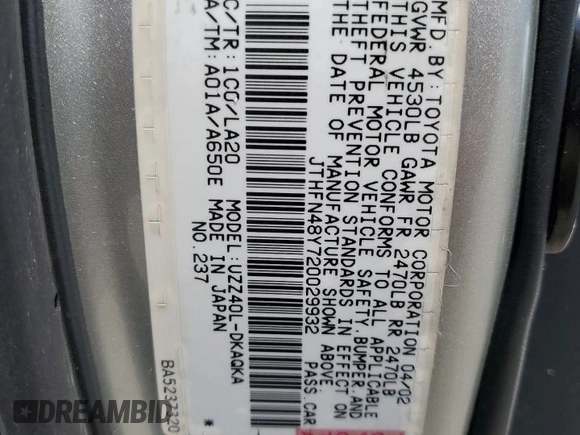 MFD. BY: TOYOTA MOTOR CORPORATION 04/02
GVWR 4530LB GAWR FR 2470LB RR 2470LB
THIS VEHICLE CONFORMS TO ALL APPLICABLE
FEDERAL MOTOR VEHICLE SAFETY, BUMPER AND
THEFT PREVENTION STANDARDS IN EFFECT ON
THE DATE OF MANUFACTURE SHOWN ABOVE
JTHFN48Y720029932 PASS.CAR
C/TR: 1C0/LA20 MODEL: UZZ40L-DKAQKA
A/TM: A01A/A650E MADE IN JAPAN
NO. 237
BA5237320
DREAMBID